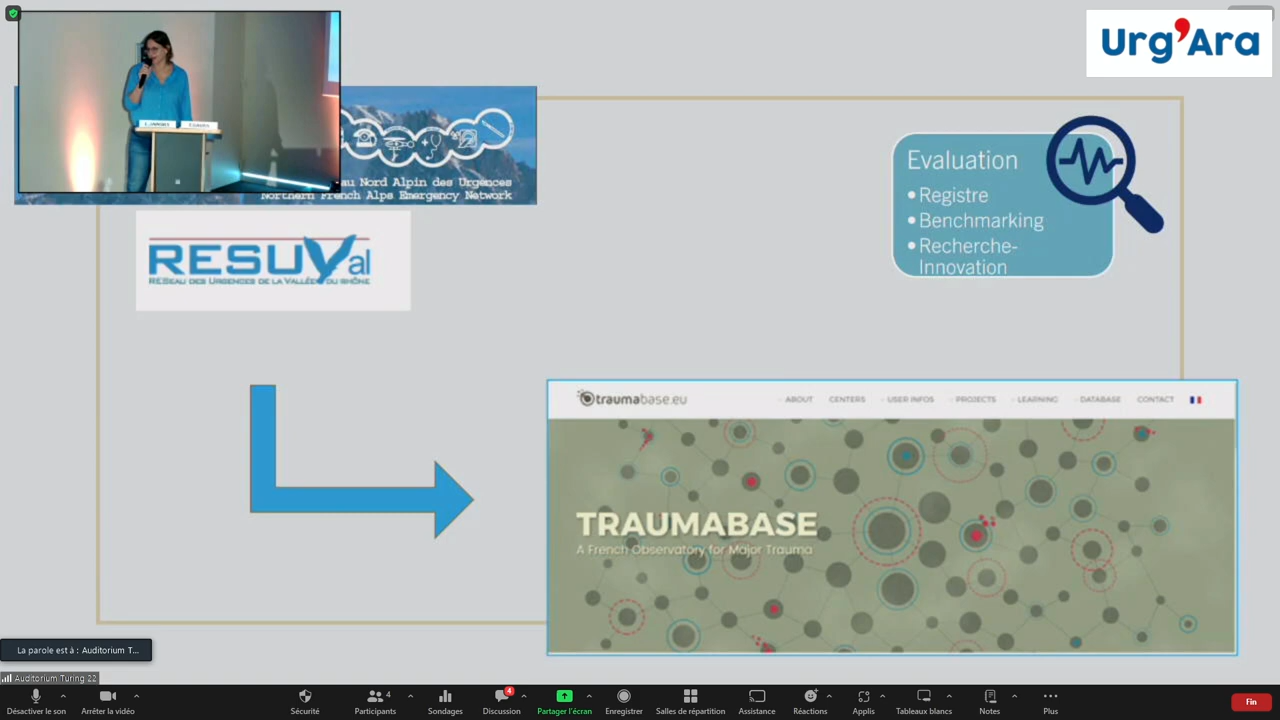 Urg'Ara
au Nord Alpin des Urgences
Northern French Alps Emergency Network
RESUVal
RESeau DES URGENCES DE LA VALLÉE DU RHÔNE
Evaluation
• Registre
• Benchmarking
• Recherche-
Innovation
traumabase.eu
ABOUT
CENTERS
USER INFOS
PROJECTS
LEARNING
DATABASE
CONTACT
TRAUMABASE
A French Observatory for Major Trauma
La parole est à : Auditorium T...
Auditorium Turing 22
Désactiver le son
Arrêter la vidéo
Sécurité
Participants
4
Sondages
Discussion
4
Partager l'écran
Enregistrer
Salles de répartition
Assistance
Réactions
Applis
Tableaux blancs
Notes
Plus
Fin